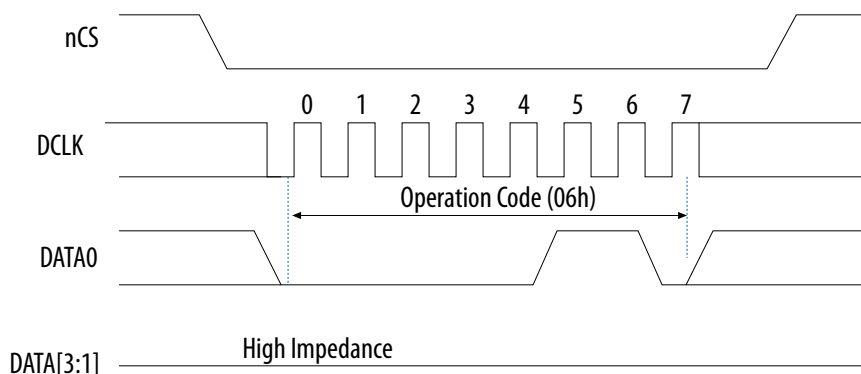 nCS
0 1 2 3 4 5 6 7
DCLK
Operation Code (06h)
DATA0
High Impedance
DATA[3:1]